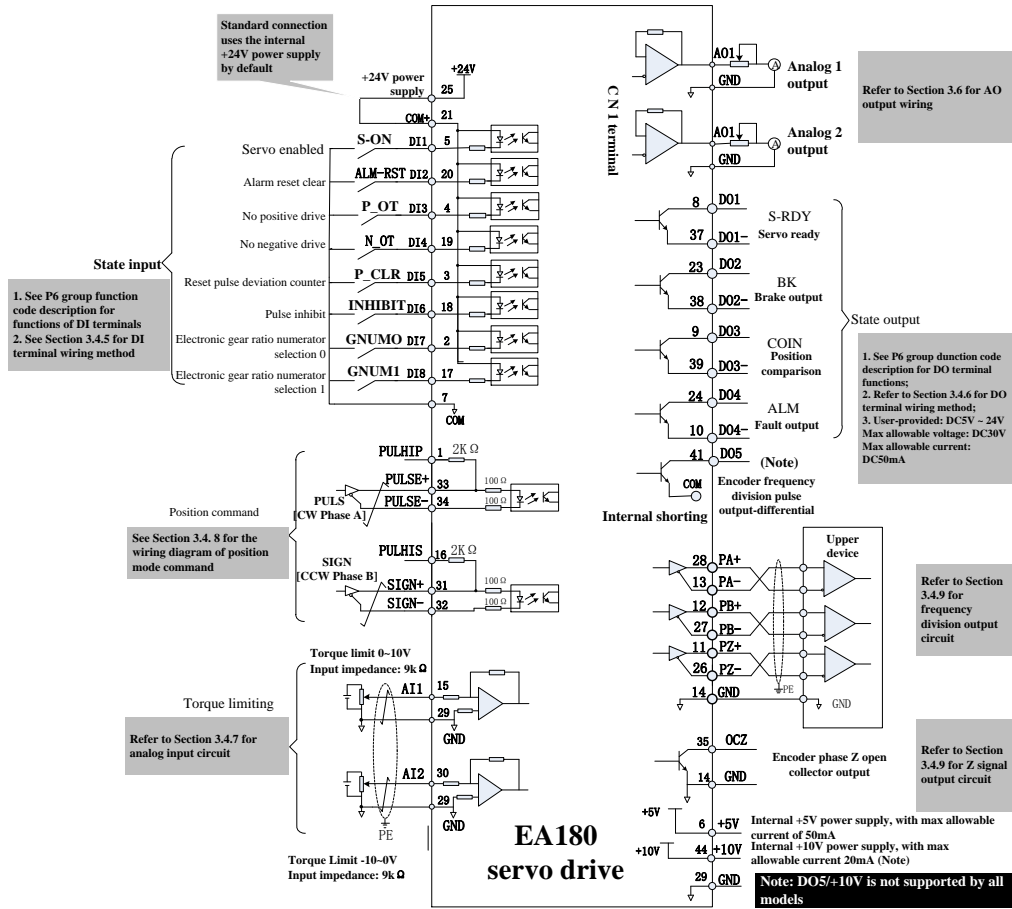 Standard connection
uses the internal
+24V power supply
by default
+24V
+24V power
supply
25
COM+
21
Servo enabled
S-ON
DI1
5
Alarm reset clear
ALM-RST
DI2
20
No positive drive
P_OT
DI3
4
No negative drive
N_OT
DI4
19
Reset pulse deviation counter
P_CLR
DI5
3
Pulse inhibit
INHIBIT
DI6
18
Electronic gear ratio numerator
selection 0
GNUMO
DI7
2
Electronic gear ratio numerator
selection 1
GNUM1
DI8
17
7
COM
State input
1. See P6 group function
code description for
functions of DI terminals
2. See Section 3.4.5 for DI
terminal wiring method
PULHIP
1
2KΩ
PULSE+
33
100Ω
PULSE-
34
100Ω
PULS
[CW Phase A]
Position command
See Section 3.4. 8 for the
wiring diagram of position
mode command
PULHIS
16
2KΩ
SIGN
[CCW Phase B]
SIGN+
31
100Ω
SIGN-
32
100Ω
Torque limit 0~10V
Input impedance: 9kΩ
AI1
15
29
GND
Torque limiting
Refer to Section 3.4.7 for
analog input circuit
AI2
30
29
GND
PE
Torque Limit -10~0V
Input impedance: 9kΩ
EA180
servo drive
CN1 terminal
AO1
GND
A
Analog 1
output
AO1
GND
A
Analog 2
output
Refer to Section 3.6 for AO
output wiring
8
DO1
37
DO1-
S-RDY
Servo ready
23
DO2
38
DO2-
BK
Brake output
9
DO3
39
DO3-
COIN
Position
comparison
24
DO4
10
DO4-
ALM
Fault output
State output
1. See P6 group dunction code
description for DO terminal
functions;
2. Refer to Section 3.4.6 for DO
terminal wiring method;
3. User-provided: DC5V ~ 24V
Max allowable voltage: DC30V
Max allowable current:
DC50mA
41
DO5
(Note)
COM
Encoder frequency
division pulse
output-differential
Internal shorting
Upper
device
28
PA+
13
PA-
12
PB+
27
PB-
11
PZ+
26
PZ-
14
GND
PE
GND
Refer to Section
3.4.9 for
frequency
division output
circuit
35
OCZ
14
GND
Encoder phase Z open
collector output
Refer to Section
3.4.9 for Z signal
output circuit
+5V
6
+5V
Internal +5V power supply, with max allowable
current of 50mA
+10V
44
+10V
Internal +10V power supply, with max
allowable current 20mA (Note)
29
GND
Note: DO5/+10V is not supported by all
models